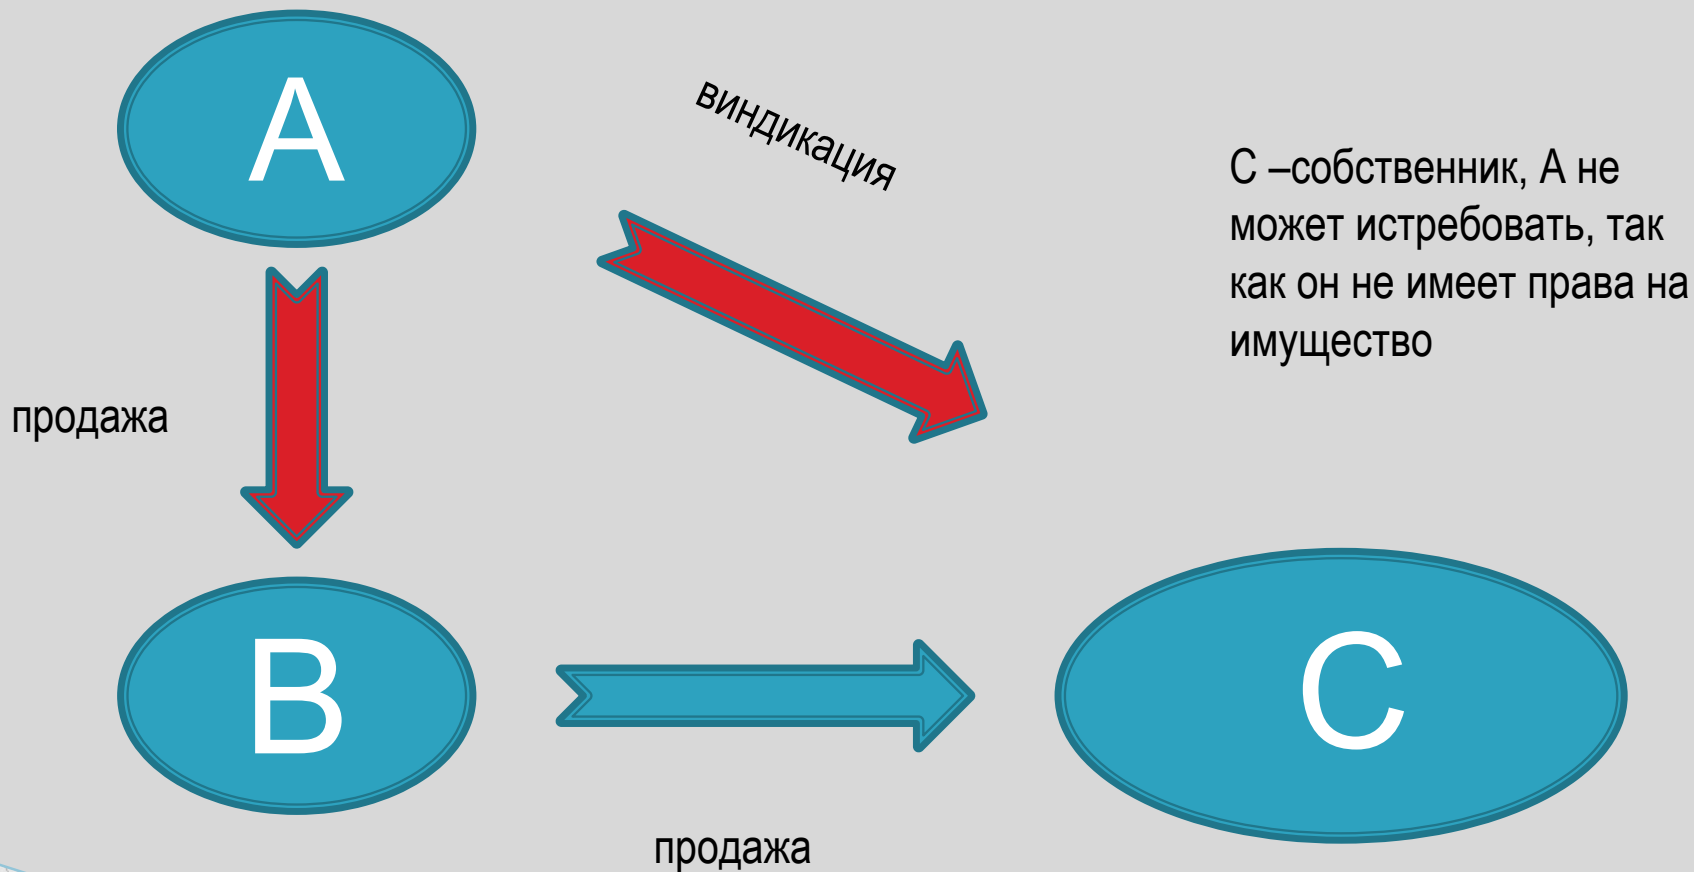 A
виндикация
С –собственник, А не
может истребовать, так
как он не имеет права на
имущество
продажа
B
C
продажа